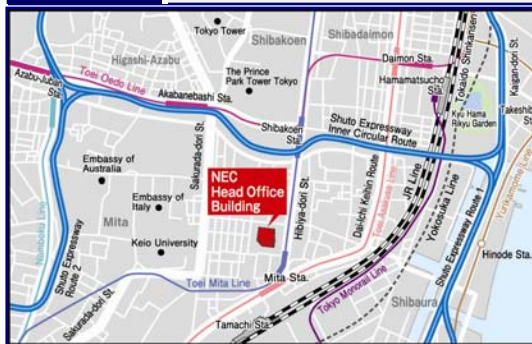 Tokyo Tower
Shibakoen
Shibadaimon
Tokaido Shinkansen
Kaigan-dori St.
Higashi-Azabu
Daimon Sta.
Azabu-Juban
Sta.
Toei Oedo Line
The Prince
Park Tower Tokyo
Hamamatsucho
Sta.
Kyu Hama
Rikyu Garden
Takeshiba
Akabanebashi Sta.
Shibakoen
Sta.
Shuto Expressway
Inner Circular Route
Embassy of
Australia
Sakurada-dori St.
NEC
Head Office
Building
Hibiya-dori St.
Dai-ichi Keihin Route
Toei Asakusa Line
JR Line
Yokosuka Line
Shuto Expressway Route 1
Yurikamome Line
Embassy of
Italy
Mita
Namboku Line
Shuto Expressway
Route 2
Keio University
Hinode Sta.
Toei Mita Line
Mita Sta.
Tokyo Monorail Line
Shibaura
Sakurada-dori St.
Tamachi Sta.